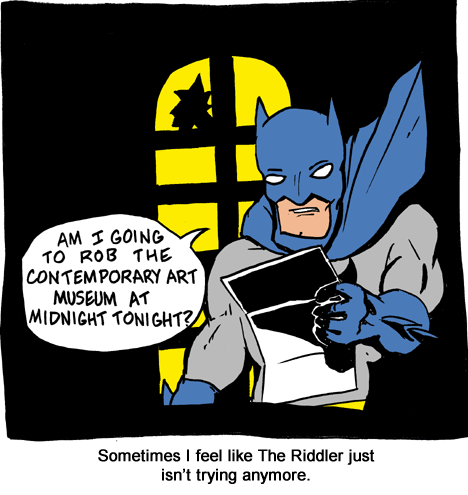 AM I GOING
TO ROB THE
CONTEMPORARY ART
MUSEUM AT
MIDNIGHT TONIGHT?
Sometimes I feel like The Riddler just
isn't trying anymore.